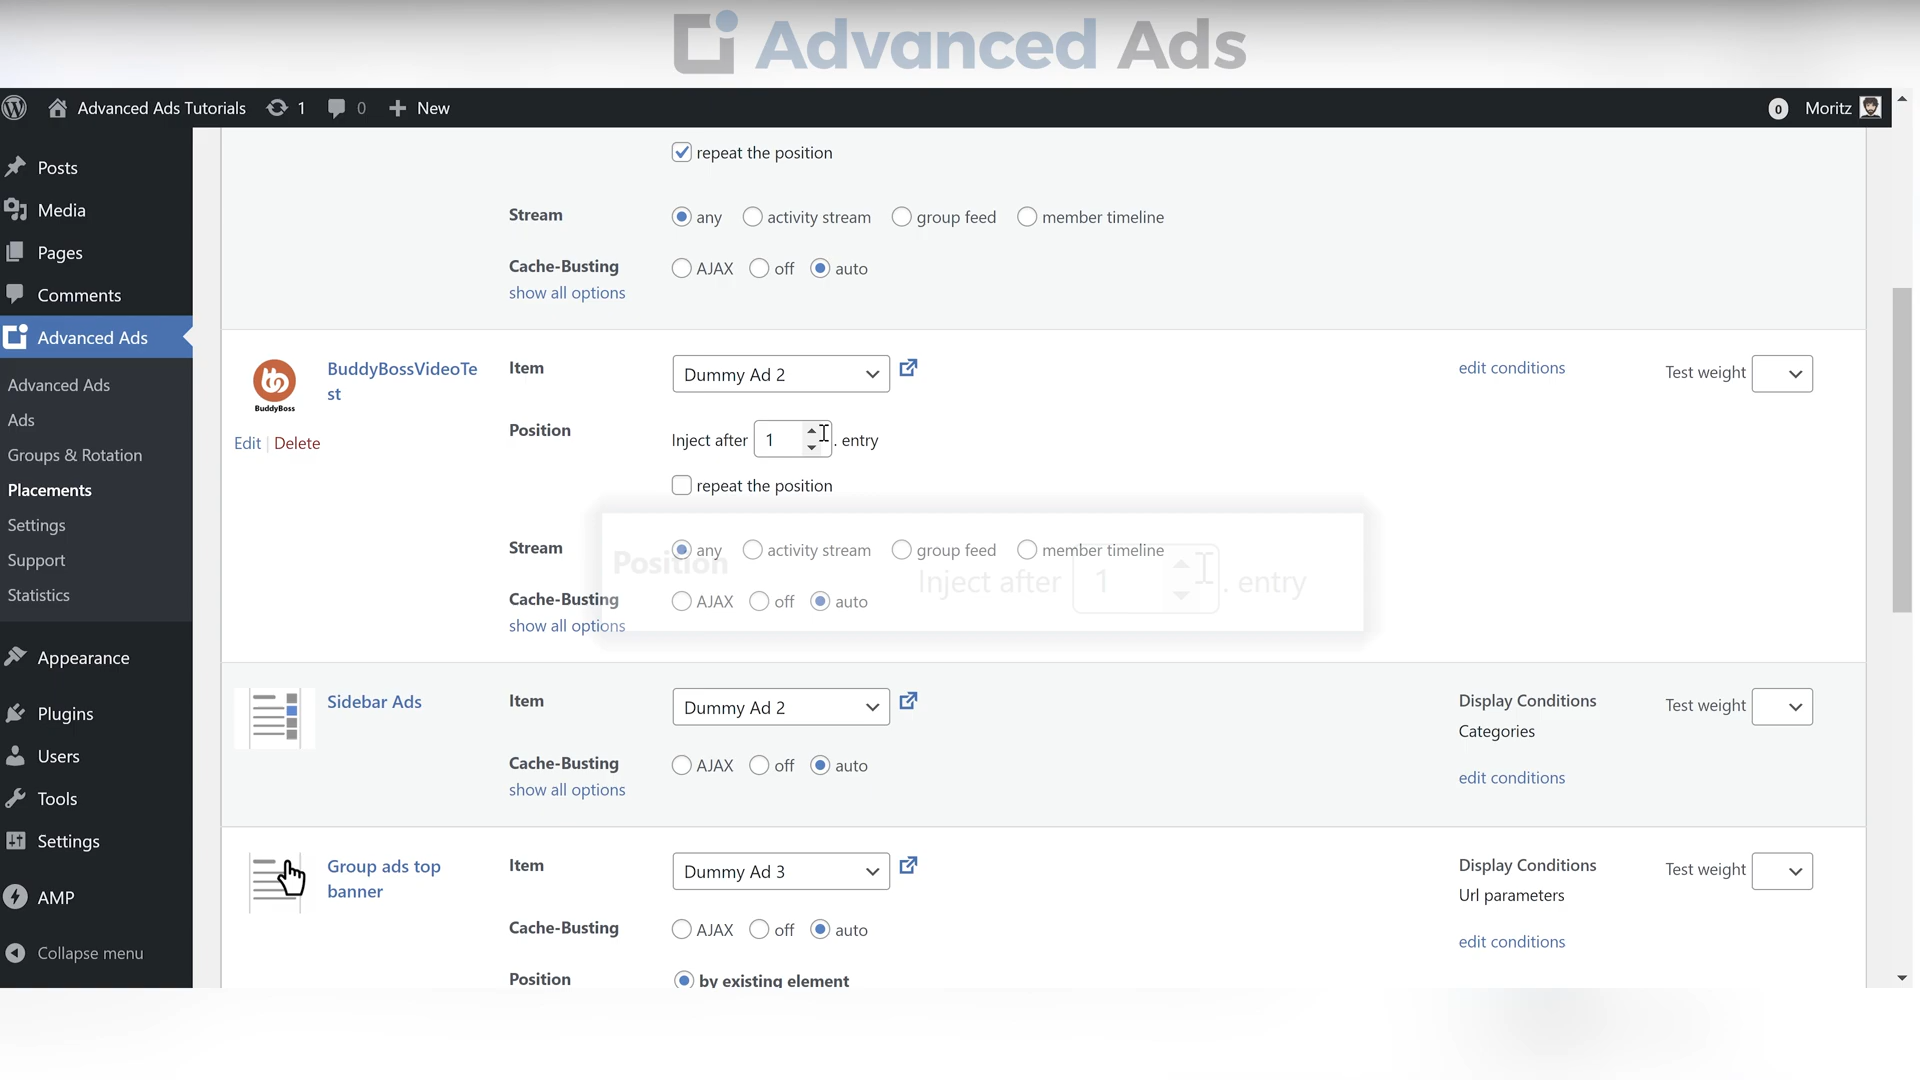 Advanced Ads
Advanced Ads Tutorials 1 0 New 0 Moritz
Posts
Media
Pages
Comments
Advanced Ads
Advanced Ads
Ads
Groups & Rotation
Placements
Settings
Support
Statistics
Appearance
Plugins
Users
Tools
Settings
AMP
Collapse menu
repeat the position
Stream any activity stream group feed member timeline
Cache-Busting AJAX off auto
show all options
BuddyBoss
BuddyBossVideoTe
st
Edit | Delete
Item Dummy Ad 2 edit conditions Test weight
Position Inject after 1 . entry
repeat the position
Stream any activity stream group feed member timeline
Position Inject after 1 . entry
Cache-Busting AJAX off auto
show all options
Sidebar Ads Item Dummy Ad 2 Display Conditions Test weight
Categories
Cache-Busting AJAX off auto edit conditions
show all options
Group ads top
banner
Item Dummy Ad 3 Display Conditions Test weight
Url parameters
Cache-Busting AJAX off auto edit conditions
Position by existing element